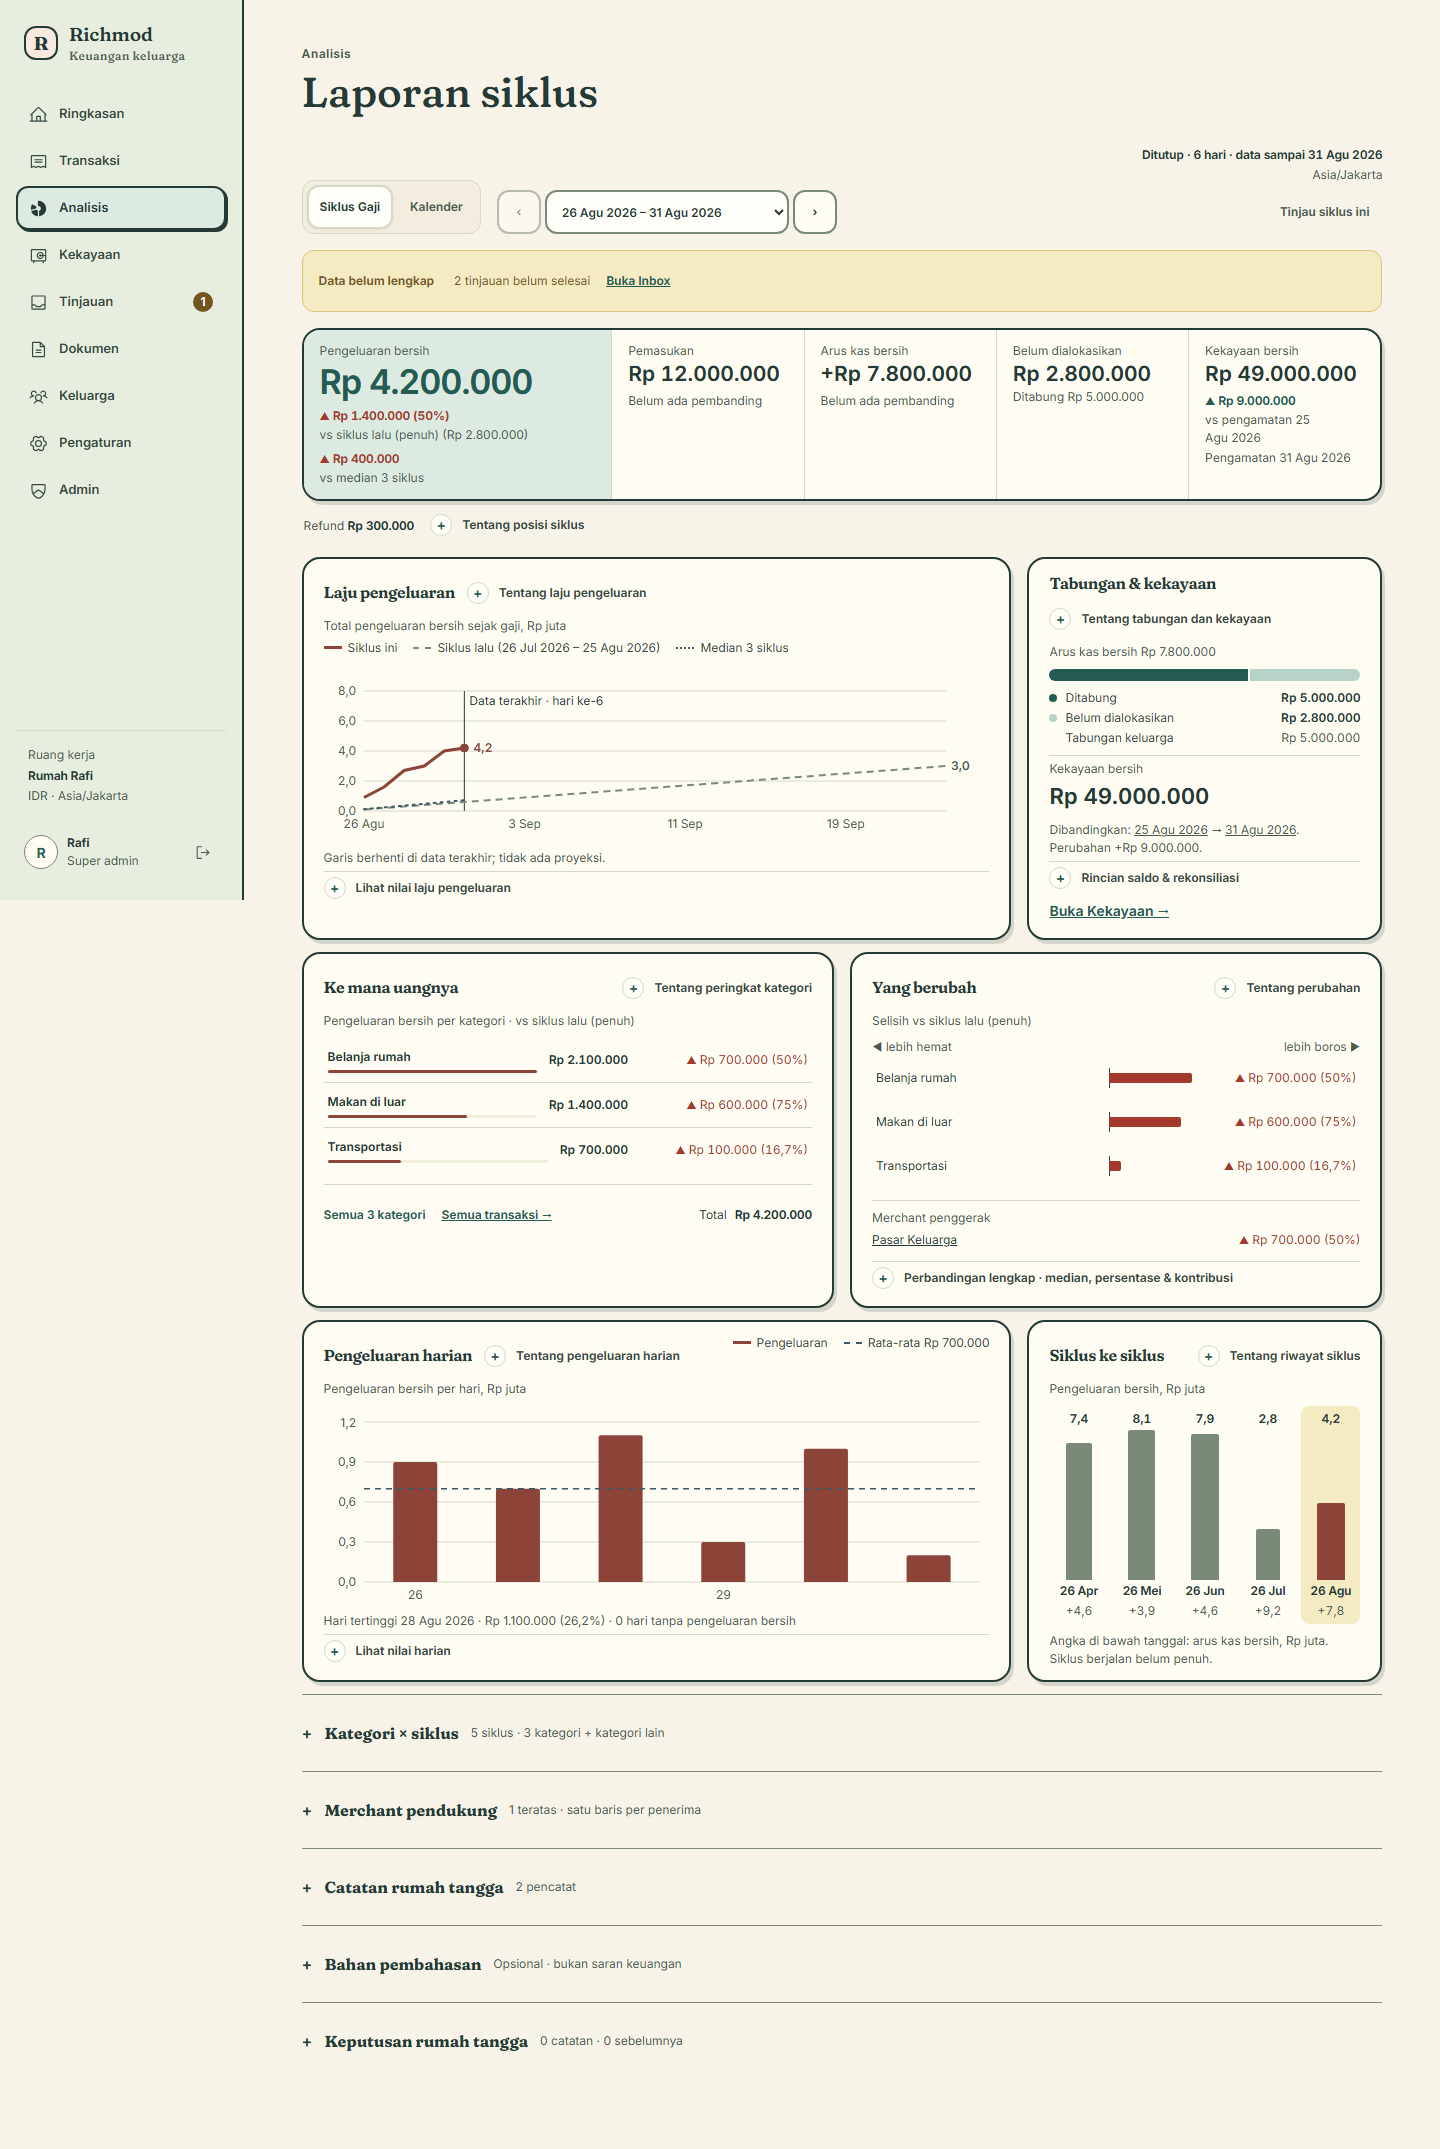 R
Richmod
Keuangan keluarga
Ringkasan
Transaksi
Analisis
Kekayaan
Tinjauan 1
Dokumen
Keluarga
Pengaturan
Admin
Ruang kerja
Rumah Rafi
IDR · Asia/Jakarta
R
Rafi
Super admin
Analisis
Laporan siklus
Ditutup · 6 hari · data sampai 31 Agu 2026
Asia/Jakarta
Siklus Gaji Kalender ‹ 26 Agu 2026 – 31 Agu 2026 › Tinjau siklus ini
Data belum lengkap 2 tinjauan belum selesai Buka Inbox
Pengeluaran bersih
Rp 4.200.000
▲ Rp 1.400.000 (50%)
vs siklus lalu (penuh) (Rp 2.800.000)
▲ Rp 400.000
vs median 3 siklus
Pemasukan
Rp 12.000.000
Belum ada pembanding
Arus kas bersih
+Rp 7.800.000
Belum ada pembanding
Belum dialokasikan
Rp 2.800.000
Ditabung Rp 5.000.000
Kekayaan bersih
Rp 49.000.000
▲ Rp 9.000.000
vs pengamatan 25
Agu 2026
Pengamatan 31 Agu 2026
Refund Rp 300.000 + Tentang posisi siklus
Laju pengeluaran + Tentang laju pengeluaran
Total pengeluaran bersih sejak gaji, Rp juta
Siklus ini Siklus lalu (26 Jul 2026 – 25 Agu 2026) Median 3 siklus
8,0
Data terakhir · hari ke-6
6,0
4,0
4,2
2,0
3,0
0,0
26 Agu 3 Sep 11 Sep 19 Sep
Garis berhenti di data terakhir; tidak ada proyeksi.
+ Lihat nilai laju pengeluaran
Tabungan & kekayaan
+ Tentang tabungan dan kekayaan
Arus kas bersih Rp 7.800.000
Ditabung Rp 5.000.000
Belum dialokasikan Rp 2.800.000
Tabungan keluarga Rp 5.000.000
Kekayaan bersih
Rp 49.000.000
Dibandingkan: 25 Agu 2026 → 31 Agu 2026.
Perubahan +Rp 9.000.000.
+ Rincian saldo & rekonsiliasi
Buka Kekayaan →
Ke mana uangnya + Tentang peringkat kategori
Pengeluaran bersih per kategori · vs siklus lalu (penuh)
Belanja rumah Rp 2.100.000 ▲ Rp 700.000 (50%)
Makan di luar Rp 1.400.000 ▲ Rp 600.000 (75%)
Transportasi Rp 700.000 ▲ Rp 100.000 (16,7%)
Semua 3 kategori Semua transaksi → Total Rp 4.200.000
Yang berubah + Tentang perubahan
Selisih vs siklus lalu (penuh)
◀ lebih hemat lebih boros ▶
Belanja rumah ▲ Rp 700.000 (50%)
Makan di luar ▲ Rp 600.000 (75%)
Transportasi ▲ Rp 100.000 (16,7%)
Merchant penggerak
Pasar Keluarga ▲ Rp 700.000 (50%)
+ Perbandingan lengkap · median, persentase & kontribusi
Pengeluaran harian + Tentang pengeluaran harian Pengeluaran Rata-rata Rp 700.000
Pengeluaran bersih per hari, Rp juta
1,2
0,9
0,6
0,3
0,0
26 29
Hari tertinggi 28 Agu 2026 · Rp 1.100.000 (26,2%) · 0 hari tanpa pengeluaran bersih
+ Lihat nilai harian
Siklus ke siklus + Tentang riwayat siklus
Pengeluaran bersih, Rp juta
7,4 8,1 7,9 2,8 4,2
26 Apr 26 Mei 26 Jun 26 Jul 26 Agu
+4,6 +3,9 +4,6 +9,2 +7,8
Angka di bawah tanggal: arus kas bersih, Rp juta.
Siklus berjalan belum penuh.
+ Kategori × siklus 5 siklus · 3 kategori + kategori lain
+ Merchant pendukung 1 teratas · satu baris per penerima
+ Catatan rumah tangga 2 pencatat
+ Bahan pembahasan Opsional · bukan saran keuangan
+ Keputusan rumah tangga 0 catatan · 0 sebelumnya